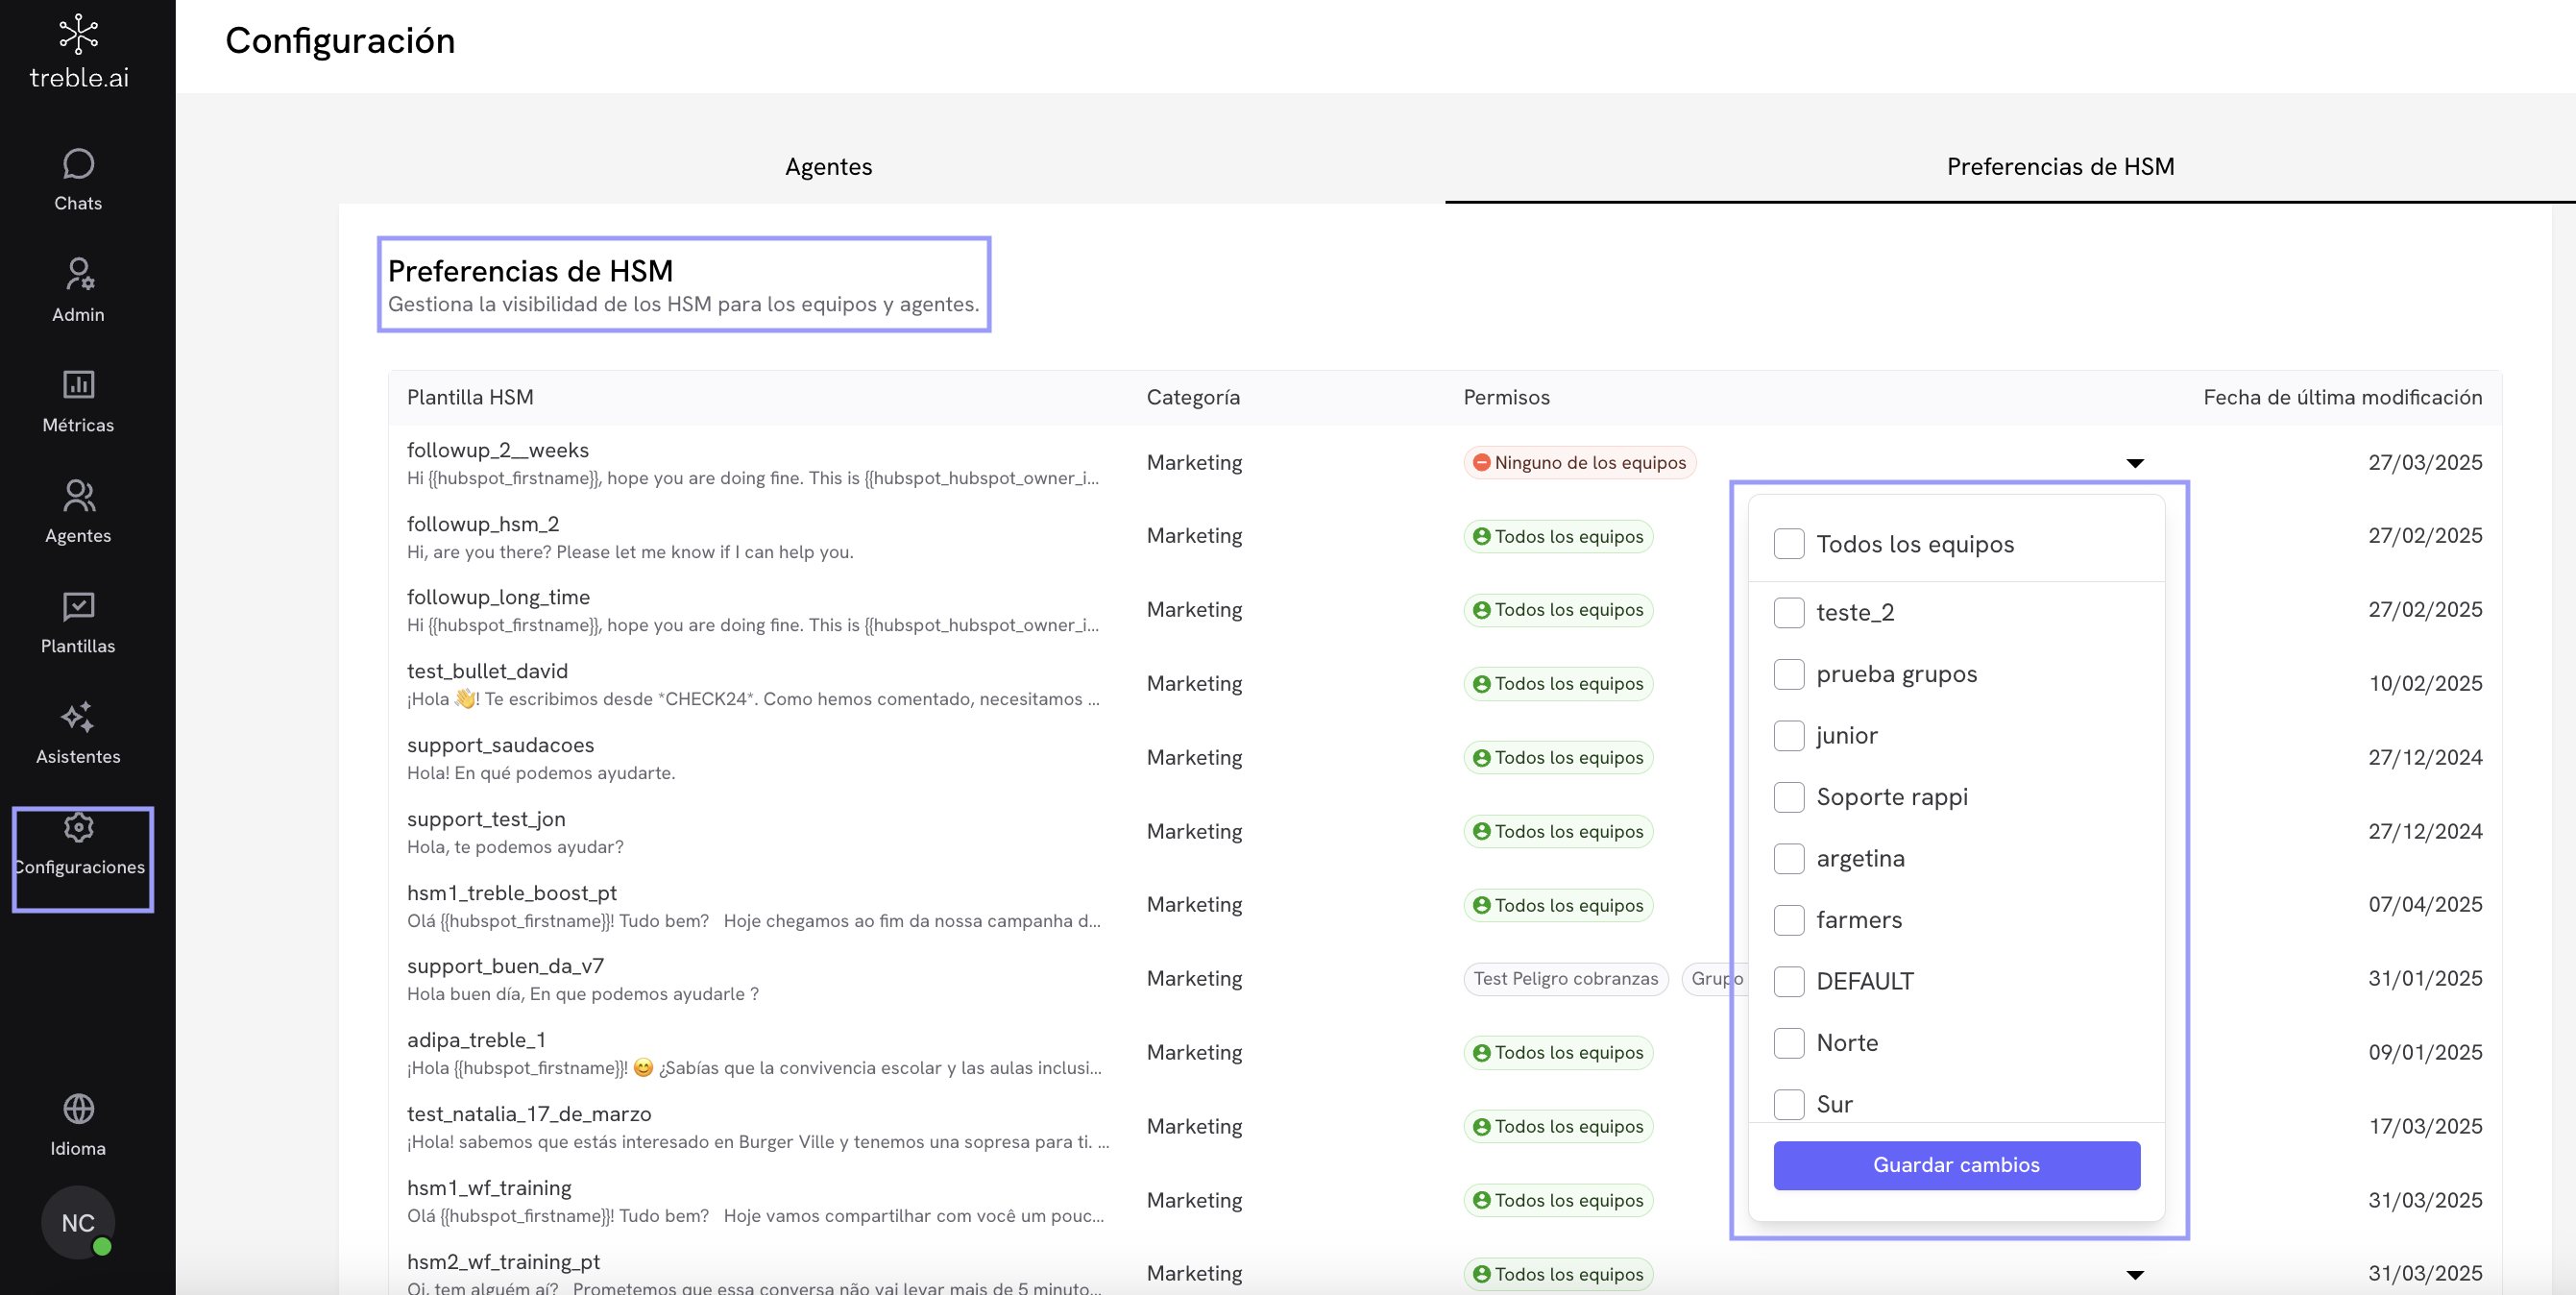 treble.ai
Chats
Admin
Métricas
Agentes
Plantillas
Asistentes
Configuraciones
Idioma
NC
Configuración
Agentes
Preferencias de HSM
Preferencias de HSM
Gestiona la visibilidad de los HSM para los equipos y agentes.
Plantilla HSM Categoría Permisos Fecha de última modificación
followup_2__weeks
Hi {{hubspot_firstname}}, hope you are doing fine. This is {{hubspot_hubspot_owner_i...
Marketing
Ninguno de los equipos
27/03/2025
followup_hsm_2
Hi, are you there? Please let me know if I can help you.
Marketing
Todos los equipos
27/02/2025
followup_long_time
Hi {{hubspot_firstname}}, hope you are doing fine. This is {{hubspot_hubspot_owner_i...
Marketing
Todos los equipos
27/02/2025
test_bullet_david
¡Hola 👋! Te escribimos desde *CHECK24*. Como hemos comentado, necesitamos ...
Marketing
Todos los equipos
10/02/2025
support_saudacoes
Hola! En qué podemos ayudarte.
Marketing
Todos los equipos
27/12/2024
support_test_jon
Hola, te podemos ayudar?
Marketing
Todos los equipos
27/12/2024
hsm1_treble_boost_pt
Olá {{hubspot_firstname}}! Tudo bem? Hoje chegamos ao fim da nossa campanha d...
Marketing
Todos los equipos
07/04/2025
support_buen_da_v7
Hola buen día, En que podemos ayudarle ?
Marketing
Test Peligro cobranzas
Grupo
31/01/2025
adipa_treble_1
¡Hola {{hubspot_firstname}}! 😊 ¿Sabías que la convivencia escolar y las aulas inclusi...
Marketing
Todos los equipos
09/01/2025
test_natalia_17_de_marzo
¡Hola! sabemos que estás interesado en Burger Ville y tenemos una sopresa para ti. ...
Marketing
Todos los equipos
17/03/2025
hsm1_wf_training
Olá {{hubspot_firstname}}! Tudo bem? Hoje vamos compartilhar com você um pouc...
Marketing
Todos los equipos
31/03/2025
hsm2_wf_training_pt
Oi, tem alguém aí? Prometemos que essa conversa não vai levar mais de 5 minuto...
Marketing
Todos los equipos
31/03/2025
Todos los equipos
teste_2
prueba grupos
junior
Soporte rappi
argetina
farmers
DEFAULT
Norte
Sur
Guardar cambios